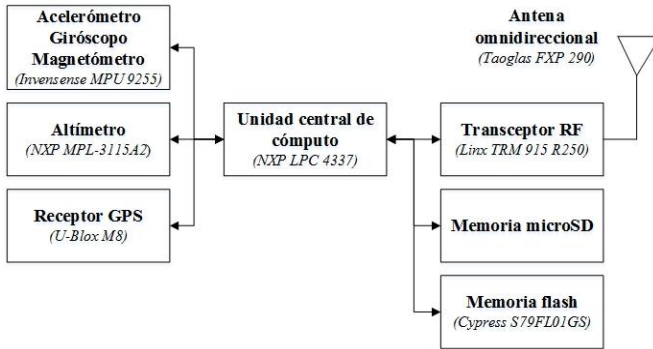 Acelerómetro
Giróscopo
Magnetómetro
(Invensense MPU 9255)
Altímetro
(NXP MPL-3115A2)
Receptor GPS
(U-Blox M8)
Unidad central de
cómputo
(NXP LPC 4337)
Antena
omnidireccional
(Taoglas FXP 290)
Transceptor RF
(Linx TRM 915 R250)
Memoria microSD
Memoria flash
(Cypress S79FL01GS)